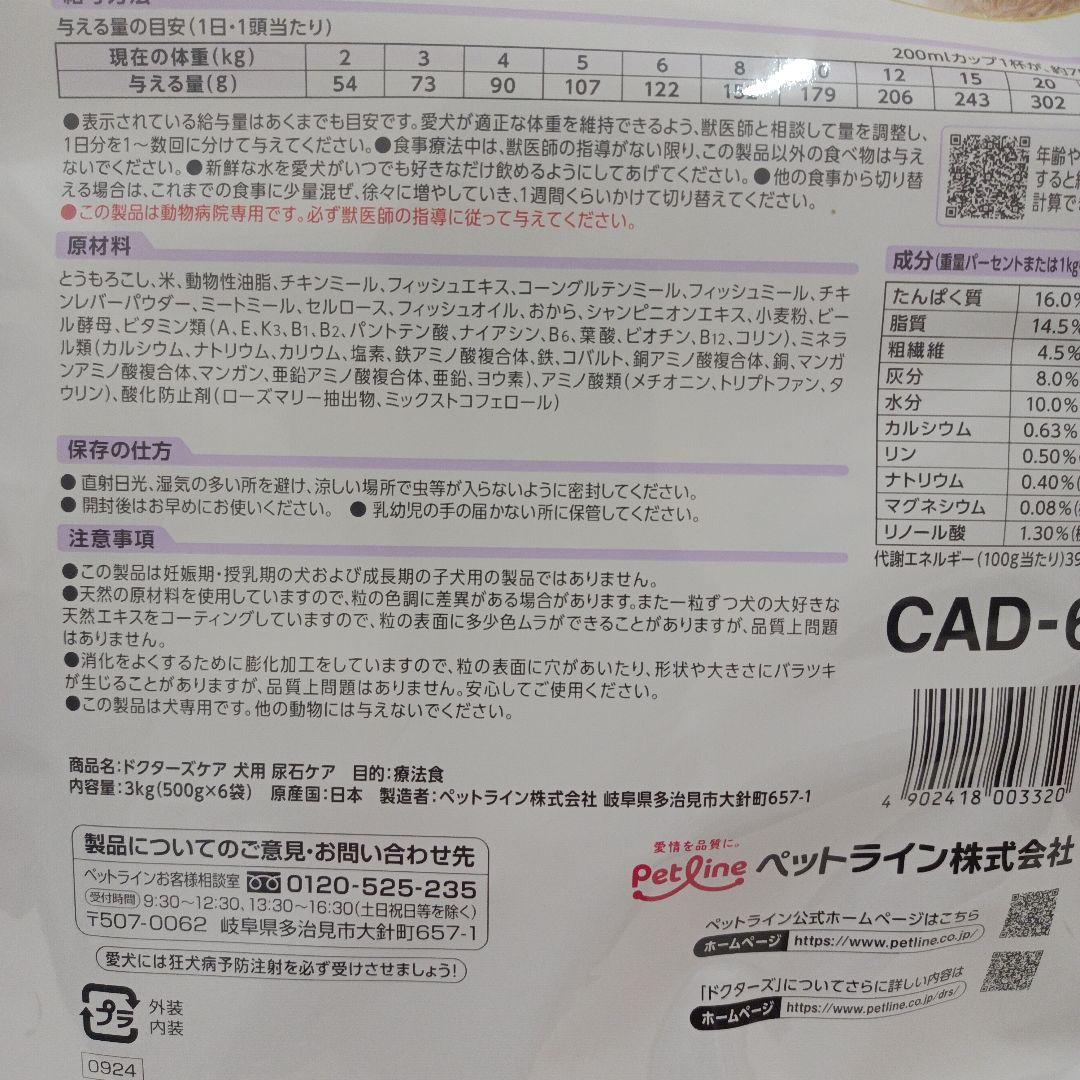 給与方法
与える量の目安(1日・1頭当たり)
200mlカップ1杯が、約7
現在の体重(kg) 2 3 4 5 6 8 12 15 20
与える量(g) 54 73 90 107 122 152 179 206 243 302
●表示されている給与量はあくまでも目安です。愛犬が適正な体重を維持できるよう、獣医師と相談して量を調整し、
1日分を1~数回に分けて与えてください。●食事療法中は、獣医師の指導がない限り、この製品以外の食べ物は与え
ないでください。●新鮮な水を愛犬がいつでも好きなだけ飲めるようにしてあげてください。●他の食事から切り替
える場合は、これまでの食事に少量混ぜ、徐々に増やしていき、1週間くらいかけて切り替えてください。
●この製品は動物病院専用です。必ず獣医師の指導に従って与えてください。
年齢や
すると
計算で
原材料
とうもろこし、米、動物性油脂、チキンミール、フィッシュエキス、コーングルテンミール、フィッシュミール、チキ
ンレバーパウダー、ミートミール、セルロース、フィッシュオイル、おから、シャンピニオンエキス、小麦粉、ビー
ル酵母、ビタミン類(A、E、K3、B1、B2、パントテン酸、ナイアシン、B6、葉酸、ビオチン、B12、コリン)、ミネラ
ル類(カルシウム、ナトリウム、カリウム、塩素、鉄アミノ酸複合体、鉄、コバルト、銅アミノ酸複合体、銅、マンガ
ンアミノ酸複合体、マンガン、亜鉛アミノ酸複合体、亜鉛、ヨウ素)、アミノ酸類(メチオニン、トリプトファン、タ
ウリン)、酸化防止剤(ローズマリー抽出物、ミックストコフェロール)
保存の仕方
● 直射日光、湿気の多い所を避け、涼しい場所で虫等が入らないように密封してください。
● 開封後はお早めにお使いください。 ● 乳幼児の手の届かない所に保管してください。
注意事項
●この製品は妊娠期・授乳期の犬および成長期の子犬用の製品ではありません。
●天然の原材料を使用していますので、粒の色調に差異がある場合があります。また一粒ずつ犬の大好きな
天然エキスをコーティングしていますので、粒の表面に多少色ムラができることがありますが、品質上問題
はありません。
●消化をよくするために膨化加工をしていますので、粒の表面に穴があいたり、形状や大きさにバラツキ
が生じることがありますが、品質上問題はありません。安心してご使用ください。
●この製品は犬専用です。他の動物には与えないでください。
成分(重量パーセントまたは1kg
たんぱく質 16.0%
脂質 14.5%
粗繊維 4.5%
灰分 8.0%
水分 10.0%
カルシウム 0.63%
リン 0.50%
ナトリウム 0.40%(
マグネシウム 0.08%(
リノール酸 1.30%(
代謝エネルギー(100g当たり)39
CAD-6
4 902418 003320
商品名:ドクターズケア 犬用 尿石ケア 目的:療法食
内容量:3kg(500g×6袋) 原産国:日本 製造者:ペットライン株式会社 岐阜県多治見市大針町657-1
製品についてのご意見・お問い合わせ先
ペットラインお客様相談室 0120-525-235
受付時間 9:30~12:30、13:30~16:30(土日祝日等を除く)
〒507-0062 岐阜県多治見市大針町657-1
愛犬には狂犬病予防注射を必ず受けさせましょう!
プラ 外装
内装
0924
愛情を品質に。
Petline ペットライン株式会社
ペットライン公式ホームページはこちら
ホームページ https://www.petline.co.jp/
「ドクターズ」についてさらに詳しい内容は
ホームページ https://www.petline.co.jp/drs/